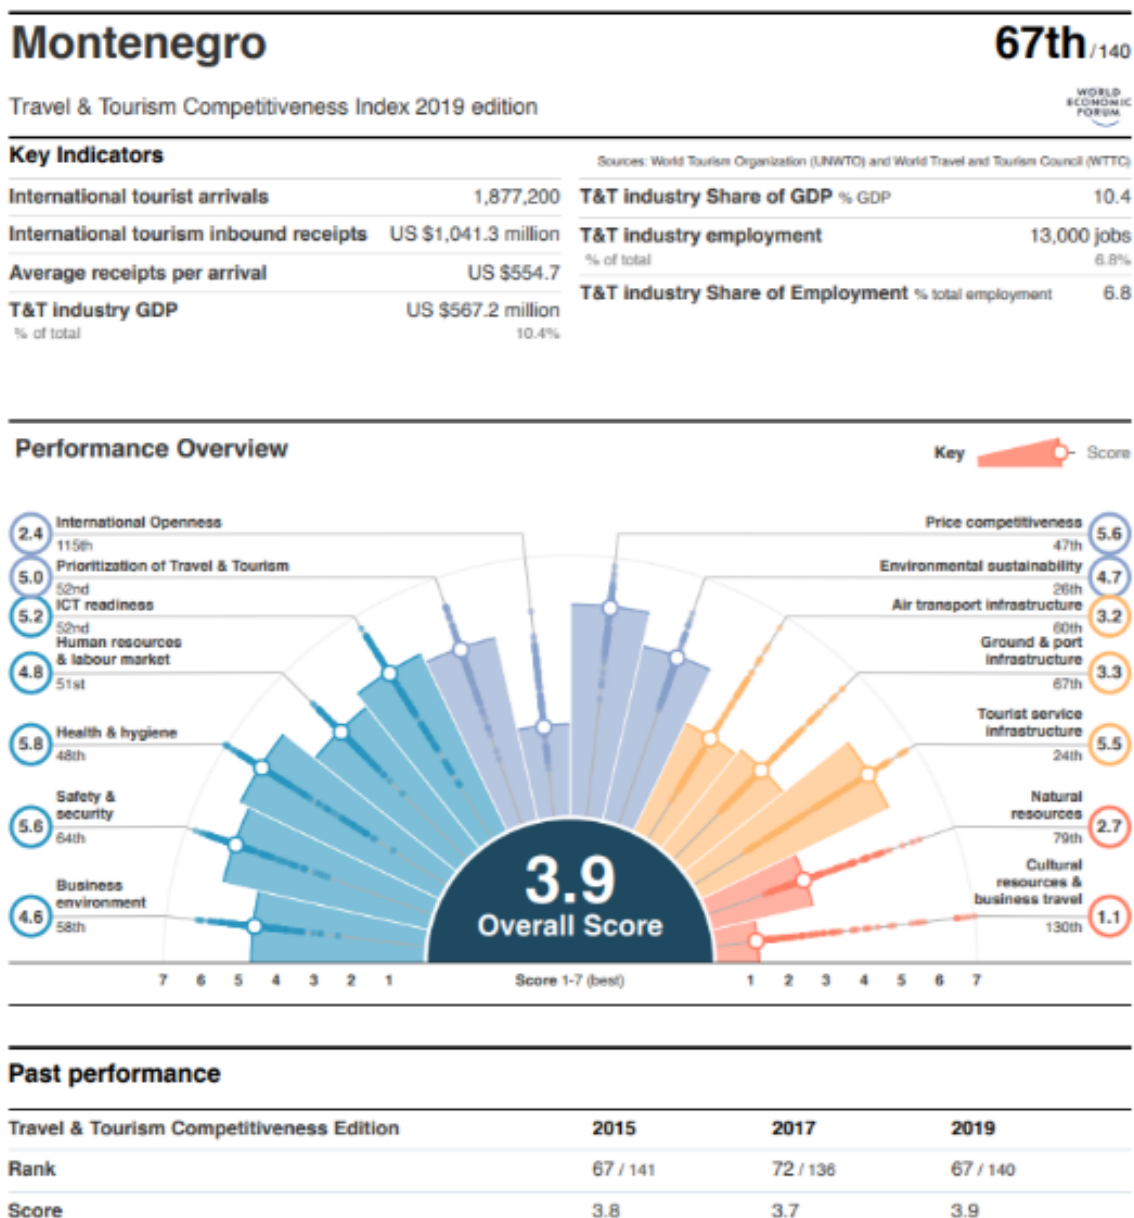 Montenegro
67th /140
Travel & Tourism Competitiveness Index 2019 edition
WORLD
ECONOMIC
FORUM
Key Indicators
Sources: World Tourism Organization (UNWTO) and World Travel and Tourism Council (WTTC)
International tourist arrivals 1,877,200
T&T industry Share of GDP % GDP 10.4
International tourism inbound receipts US $1,041.3 million
T&T industry employment 13,000 jobs
% of total 6.8%
Average receipts per arrival US $554.7
T&T industry Share of Employment % total employment 6.8
T&T industry GDP US $567.2 million
% of total 10.4%
Performance Overview
Key Score
2.4 International Openness
115th
5.0 Prioritization of Travel & Tourism
52nd
5.2 ICT readiness
52nd
4.8 Human resources
& labour market
51st
5.8 Health & hygiene
48th
5.6 Safety &
security
64th
4.6 Business
environment
58th
Price competitiveness 5.6
47th
Environmental sustainability 4.7
26th
Air transport infrastructure 3.2
60th
Ground & port
infrastructure 3.3
67th
Tourist service
infrastructure 5.5
24th
Natural
resources 2.7
79th
Cultural
resources &
business travel 1.1
130th
3.9
Overall Score
7 6 5 4 3 2 1 Score 1-7 (best) 1 2 3 4 5 6 7
Past performance
Travel & Tourism Competitiveness Edition 2015 2017 2019
Rank 67 / 141 72 / 136 67 / 140
Score 3.8 3.7 3.9